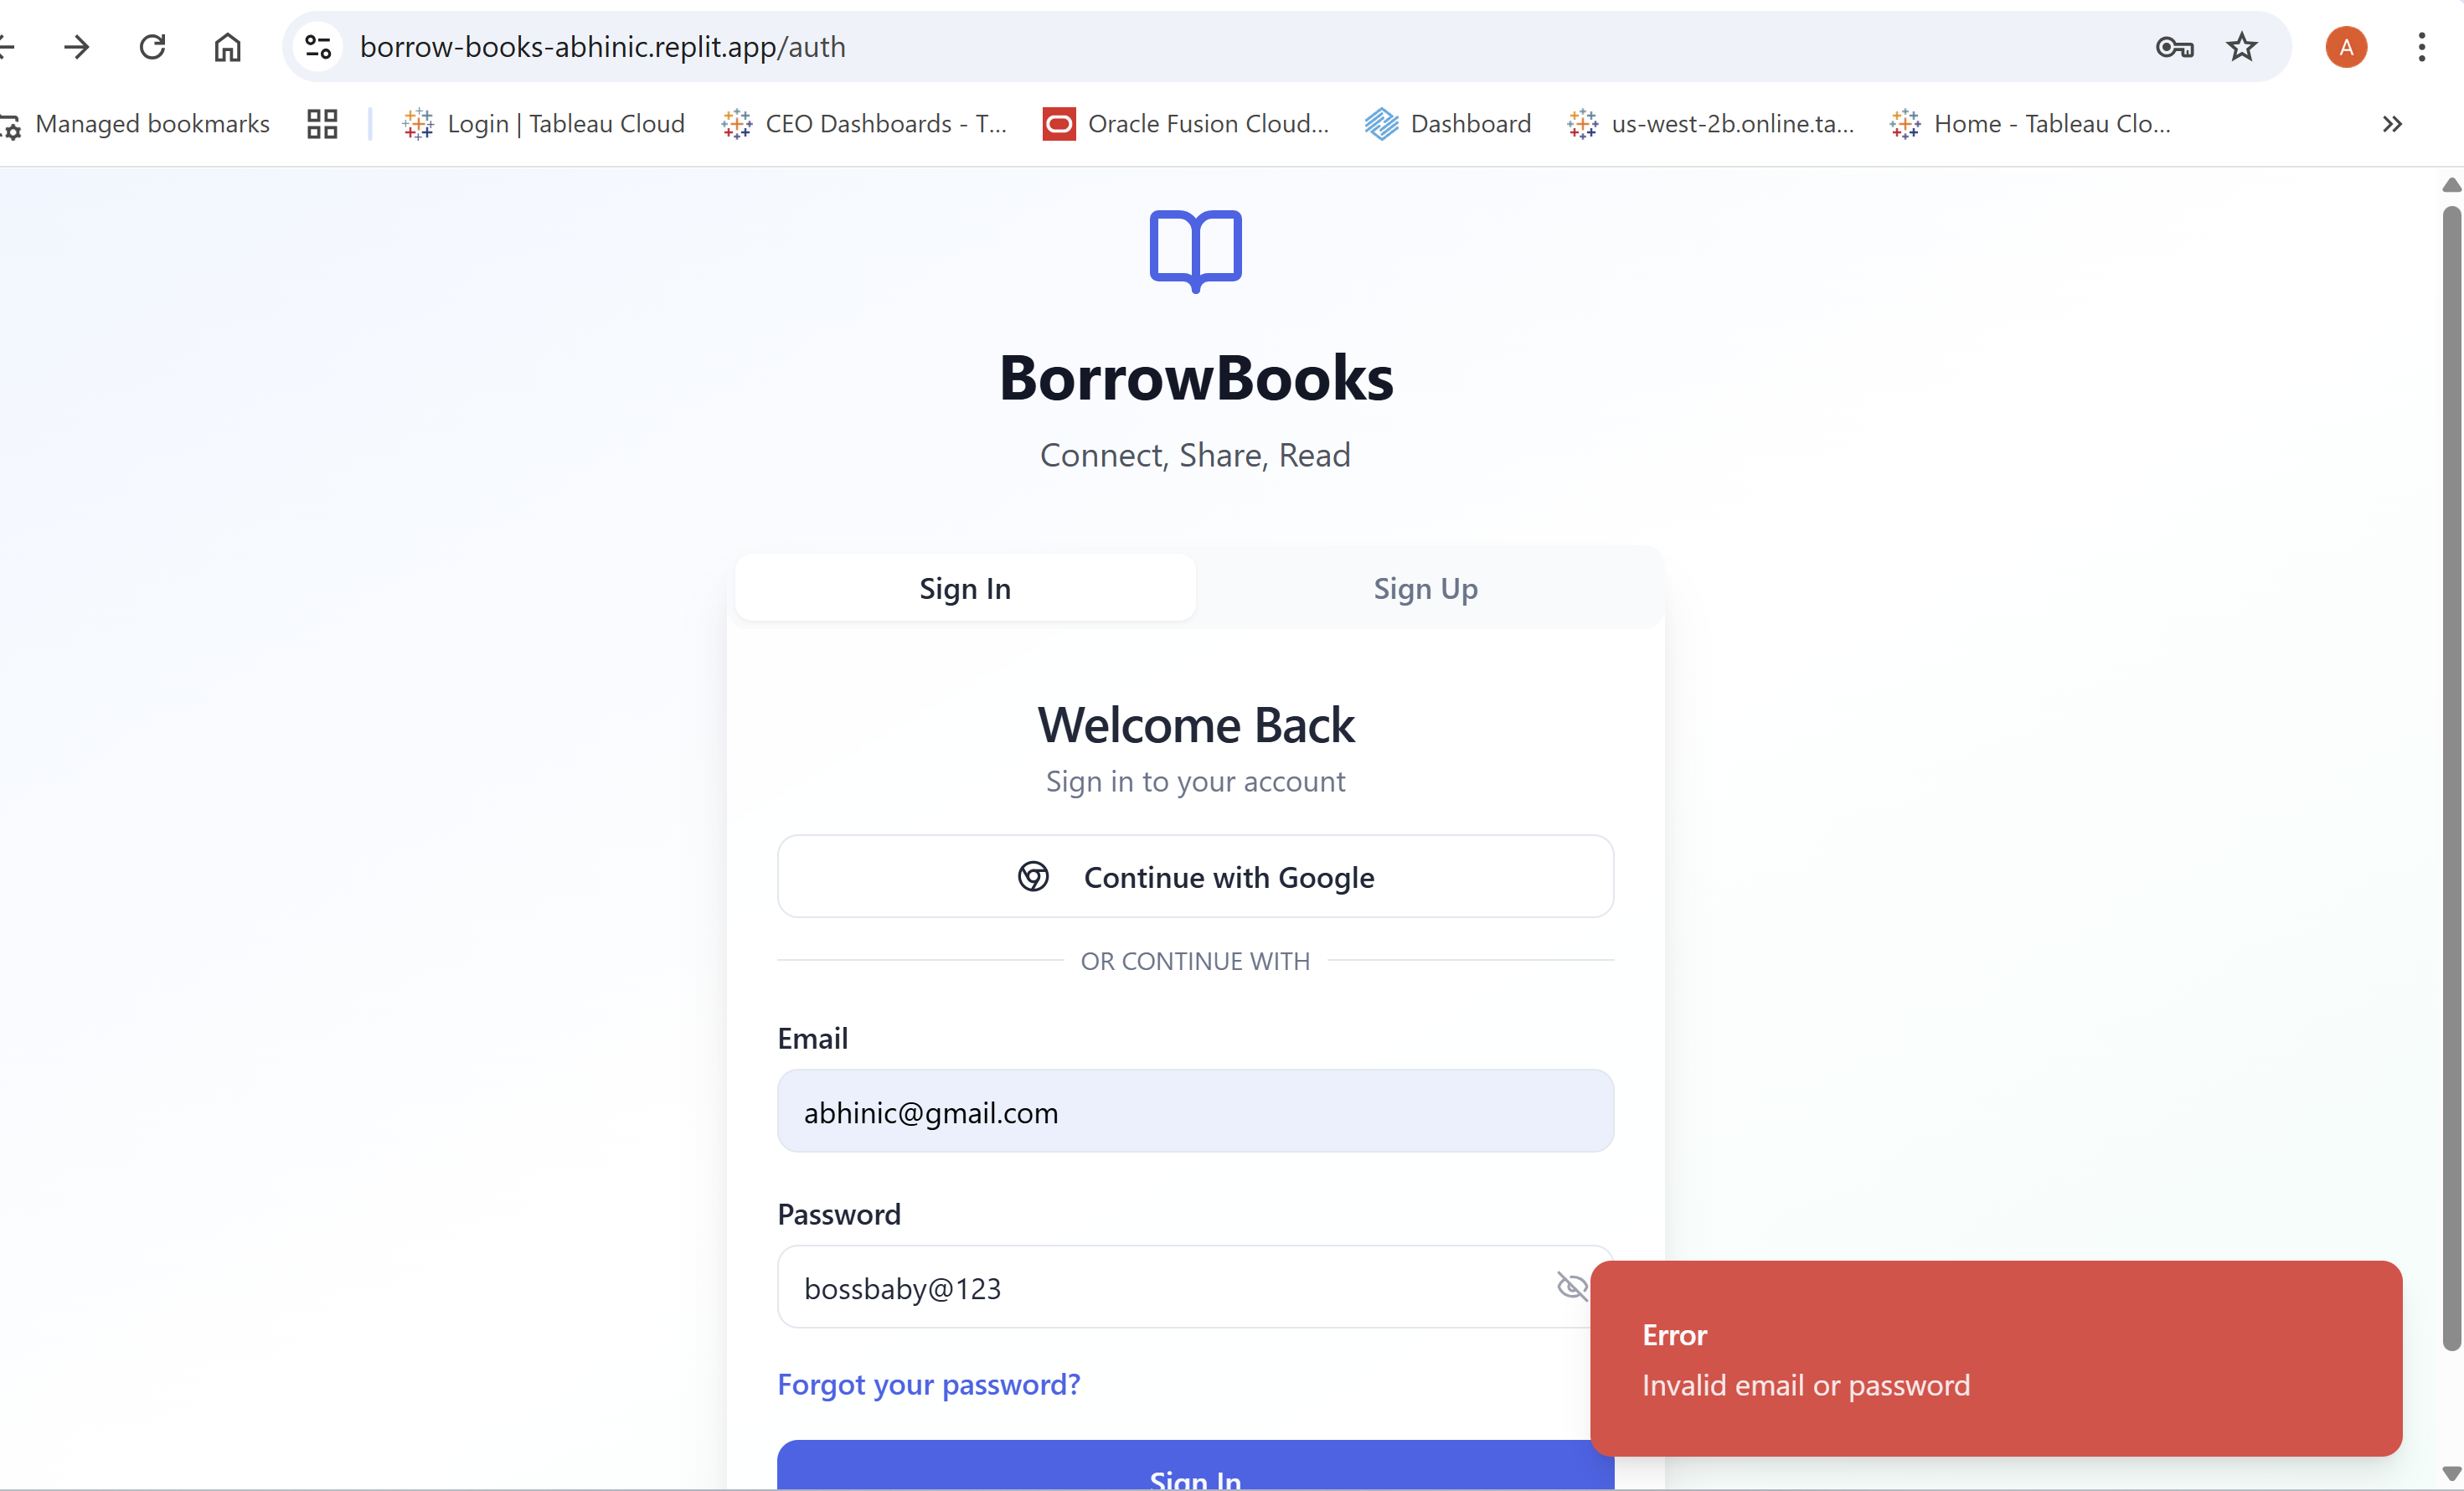 borrow-books-abhinic.replit.app/auth
A
Managed bookmarks
Login | Tableau Cloud
CEO Dashboards - T...
Oracle Fusion Cloud...
Dashboard
us-west-2b.online.ta...
Home - Tableau Clo...
BorrowBooks
Connect, Share, Read
Sign In
Sign Up
Welcome Back
Sign in to your account
Continue with Google
OR CONTINUE WITH
Email
abhinic@gmail.com
Password
bossbaby@123
Forgot your password?
Sign In
Error
Invalid email or password